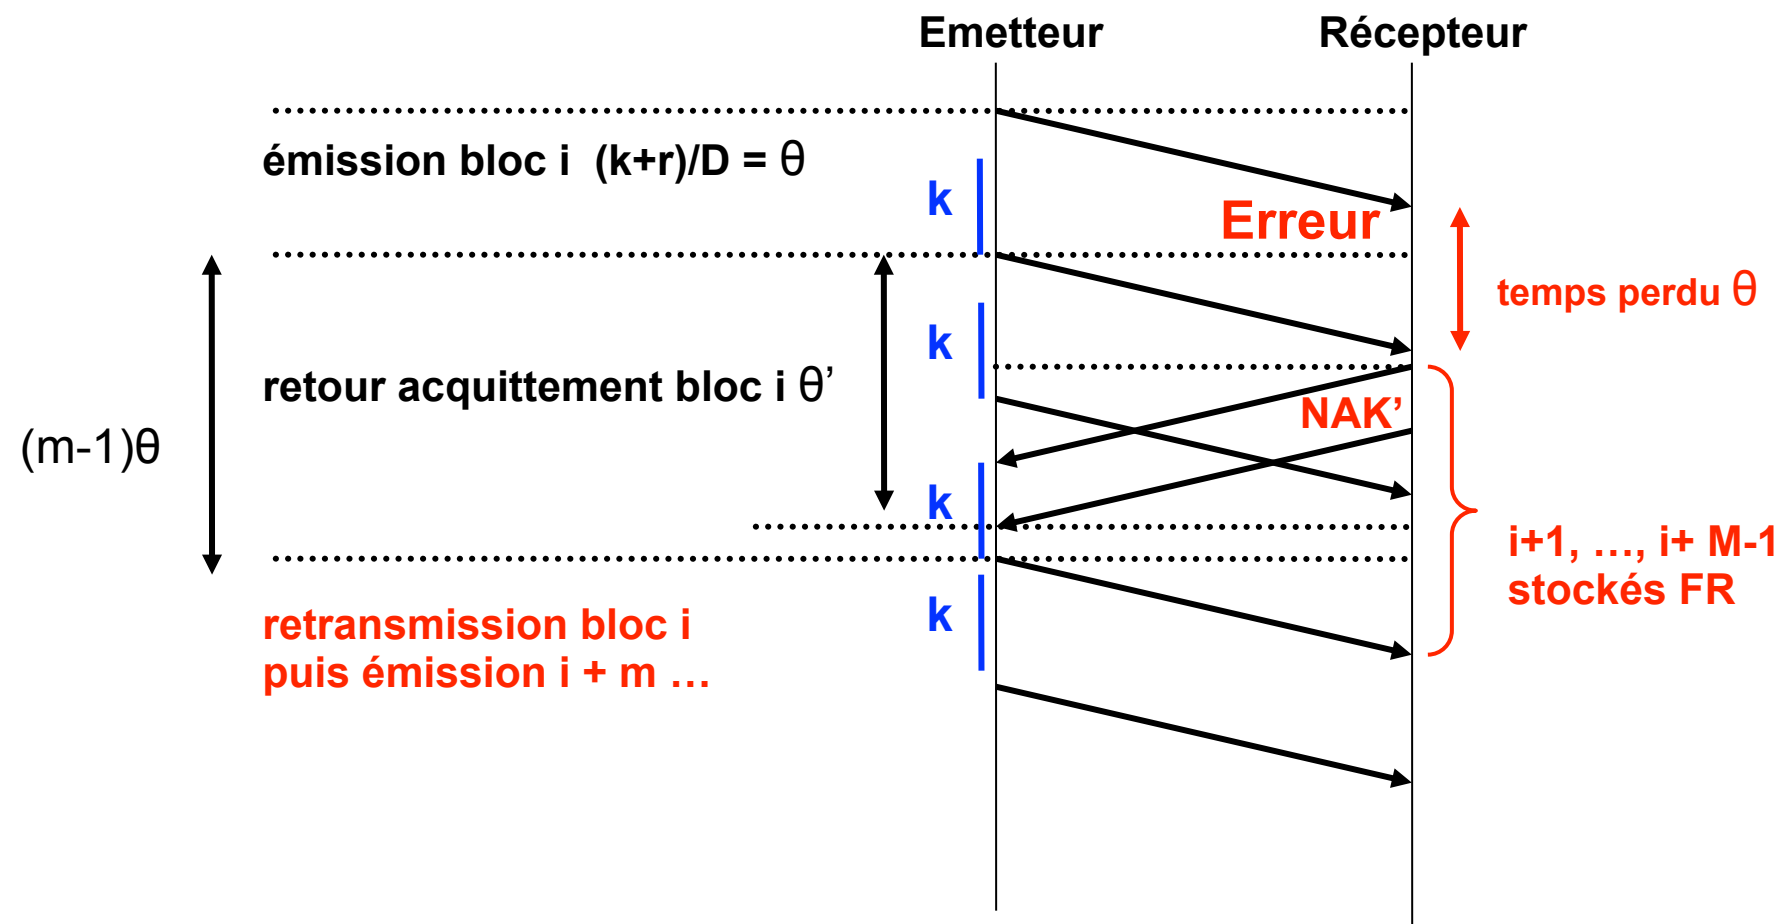 Emetteur
Récepteur
émission bloc i (k+r)/D = θ
k
Erreur
temps perdu θ
k
retour acquittement bloc i θ’
NAK’
(m-1)θ
k
i+1, …, i+ M-1
stockés FR
k
retransmission bloc i
puis émission i + m …